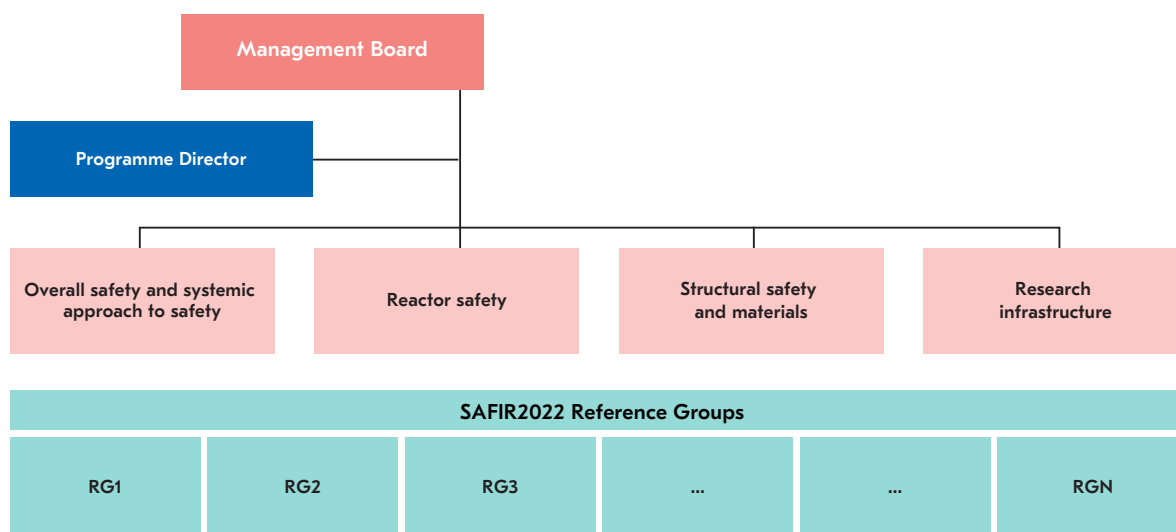 Management Board
Programme Director
Overall safety and systemic
approach to safety
Reactor safety
Structural safety
and materials
Research
infrastructure
SAFIR2022 Reference Groups
RG1
RG2
RG3
...
...
RGN